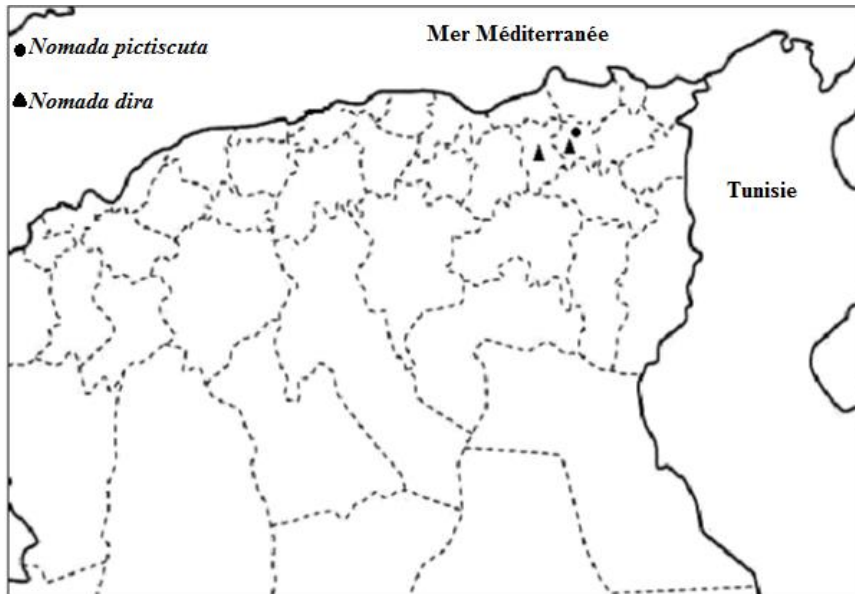 Mer Méditerranée
Nomada pictiscuta
Nomada dira
Tunisie